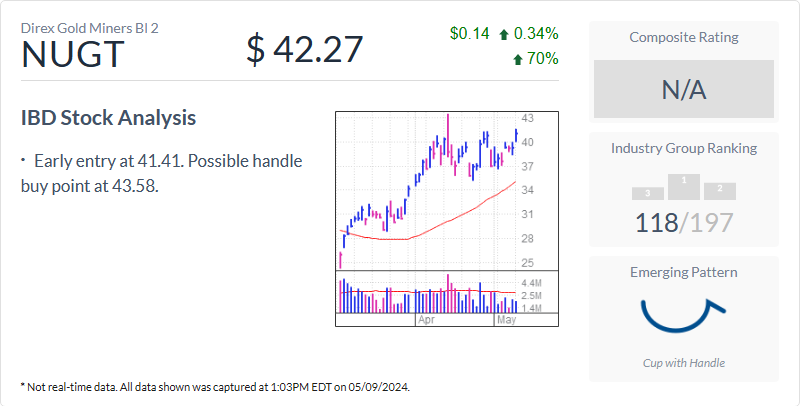 Direx Gold Miners Bl 2
NUGT
$ 42.27
$0.14 0.34%
70%
IBD Stock Analysis
· Early entry at 41.41. Possible handle
buy point at 43.58.
43
40
37
34
31
28
25
4.4M
2.5M
1.4M
Apr
May
Composite Rating
N/A
Industry Group Ranking
3
1
2
118/197
Emerging Pattern
Cup with Handle
* Not real-time data. All data shown was captured at 1:03PM EDT on 05/09/2024.